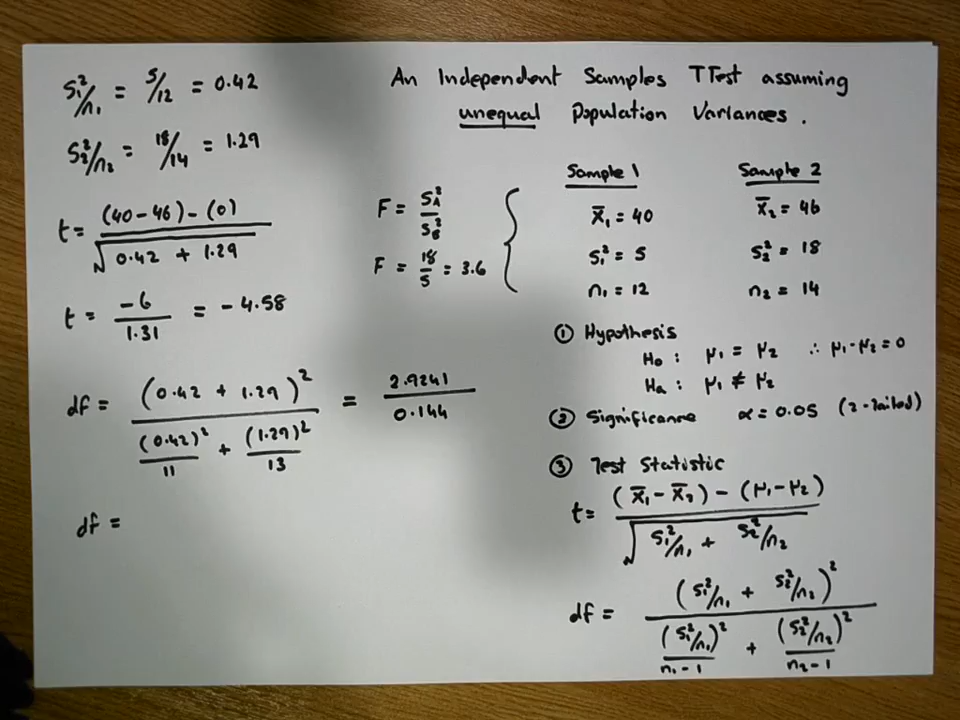 An Independent Samples TTest assuming
unequal Population Variances.
S₁²/n₁ = 5/12 = 0.42
S₂²/n₂ = 18/14 = 1.29
t = (40-46)-(0) / √(0.42 + 1.29)
t = -6/1.31 = -4.58
df = (0.42 + 1.29)² / ((0.42)²/11 + (1.29)²/13) = 2.9241/0.144
df =
F = S_A²/S_B²
F = 18/5 = 3.6
Sample 1 Sample 2
x̄₁ = 40 x̄₂ = 46
S₁² = 5 S₂² = 18
n₁ = 12 n₂ = 14
① Hypothesis
H₀ : μ₁ = μ₂ ∴ μ₁-μ₂=0
Hₐ : μ₁ ≠ μ₂
② Significance α = 0.05 (2-tailed)
③ Test Statistic
t = (x̄₁-x̄₂) - (μ₁-μ₂) / √(S₁²/n₁ + S₂²/n₂)
df = (S₁²/n₁ + S₂²/n₂)² / ((S₁²/n₁)²/(n₁-1) + (S₂²/n₂)²/(n₂-1))